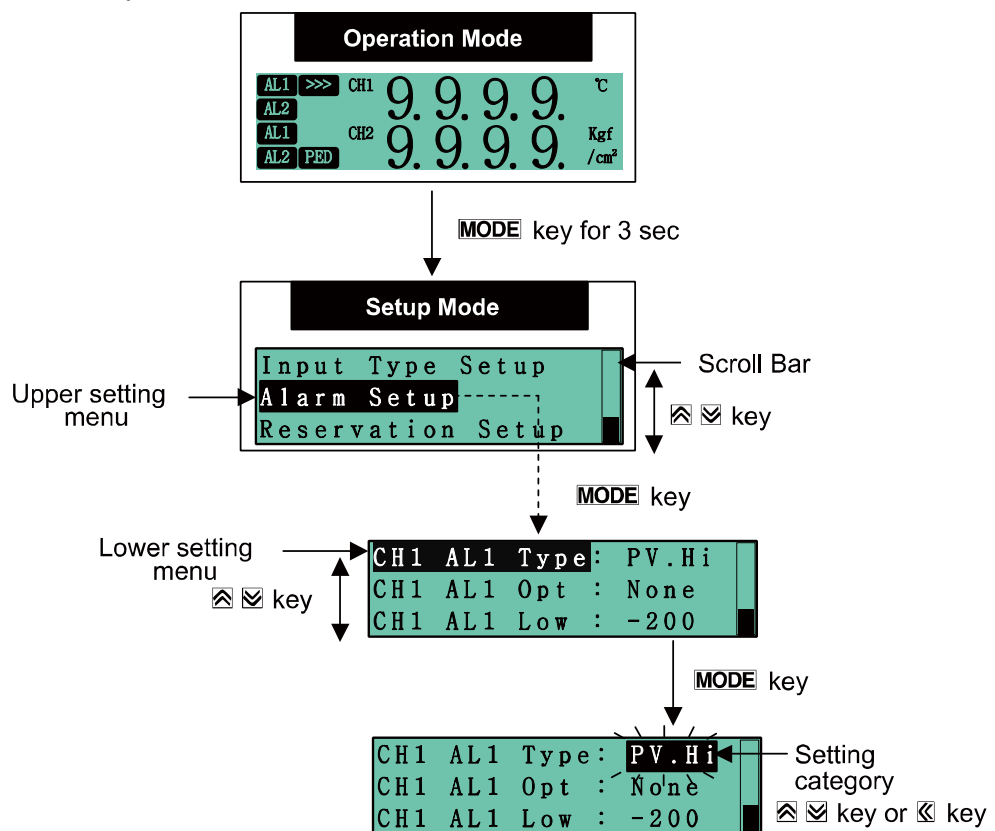 Operation Mode
AL1 >>> CH1 9.9.9.9. ℃
AL2
AL1 CH2 9.9.9.9. Kgf
AL2 PED /cm²
MODE key for 3 sec
Setup Mode
Input Type Setup
Scroll Bar
Upper setting
menu
Alarm Setup
key
Reservation Setup
MODE key
Lower setting
menu
key
CH1 AL1 Type: PV.Hi
CH1 AL1 Opt : None
CH1 AL1 Low : -200
MODE key
CH1 AL1 Type: PV.Hi
CH1 AL1 Opt : None
CH1 AL1 Low : -200
Setting
category
key or key